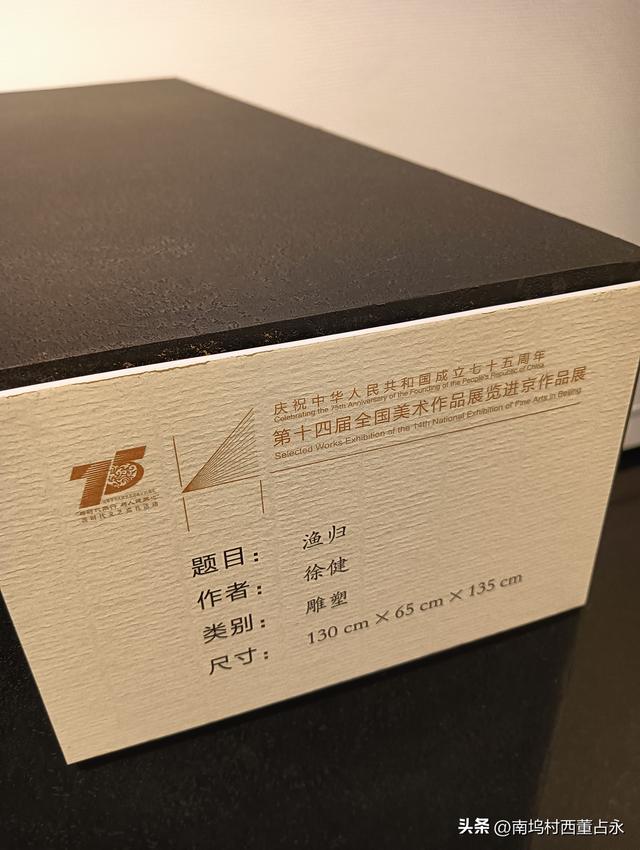 庆祝中华人民共和国成立七十五周年
Celebrating the 75th Anniversary of the Founding of the People's Republic of China
第十四届全国美术作品展览进京作品展
Selected Works Exhibition of the 14th National Exhibition of Fine Arts in Beijing
75
题目： 渔归
作者： 徐健
类别： 雕塑
尺寸： 130 cm × 65 cm × 135 cm
头条 @南坞村西董占永